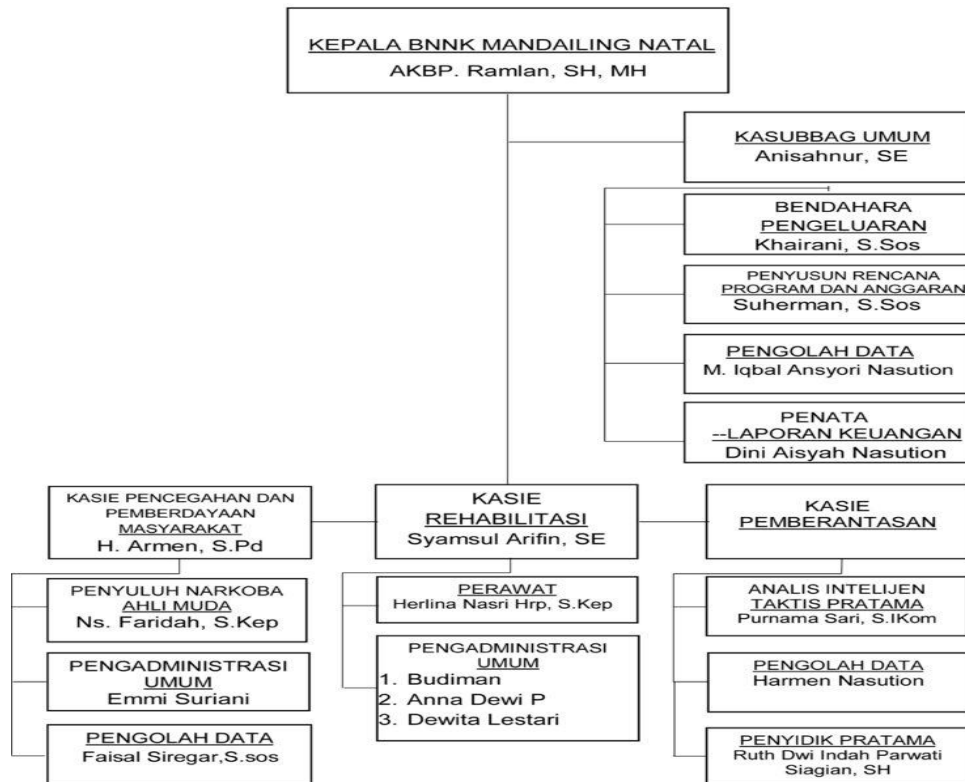 KEPALA BNNK MANDAILING NATAL
AKBP. Ramlan, SH, MH
KASUBBAG UMUM
Anisahnur, SE
BENDAHARA
PENGELUARAN
Khairani, S.Sos
PENYUSUN RENCANA
PROGRAM DAN ANGGARAN
Suherman, S.Sos
PENGOLAH DATA
M. Iqbal Ansyori Nasution
PENATA
--LAPORAN KEUANGAN
Dini Aisyah Nasution
KASIE PENCEGAHAN DAN
PEMBERDAYAAN
MASYARAKAT
H. Armen, S.Pd
KASIE
REHABILITASI
Syamsul Arifin, SE
KASIE
PEMBERANTASAN
PENYULUH NARKOBA
AHLI MUDA
Ns. Faridah, S.Kep
PENGADMINISTRASI
UMUM
Emmi Suriani
PENGOLAH DATA
Faisal Siregar,S.sos
PERAWAT
Herlina Nasri Hrp, S.Kep
PENGADMINISTRASI
UMUM
1. Budiman
2. Anna Dewi P
3. Dewita Lestari
ANALIS INTELIJEN
TAKTIS PRATAMA
Purnama Sari, S.IKom
PENGOLAH DATA
Harmen Nasution
PENYIDIK PRATAMA
Ruth Dwi Indah Parwati
Siagian, SH